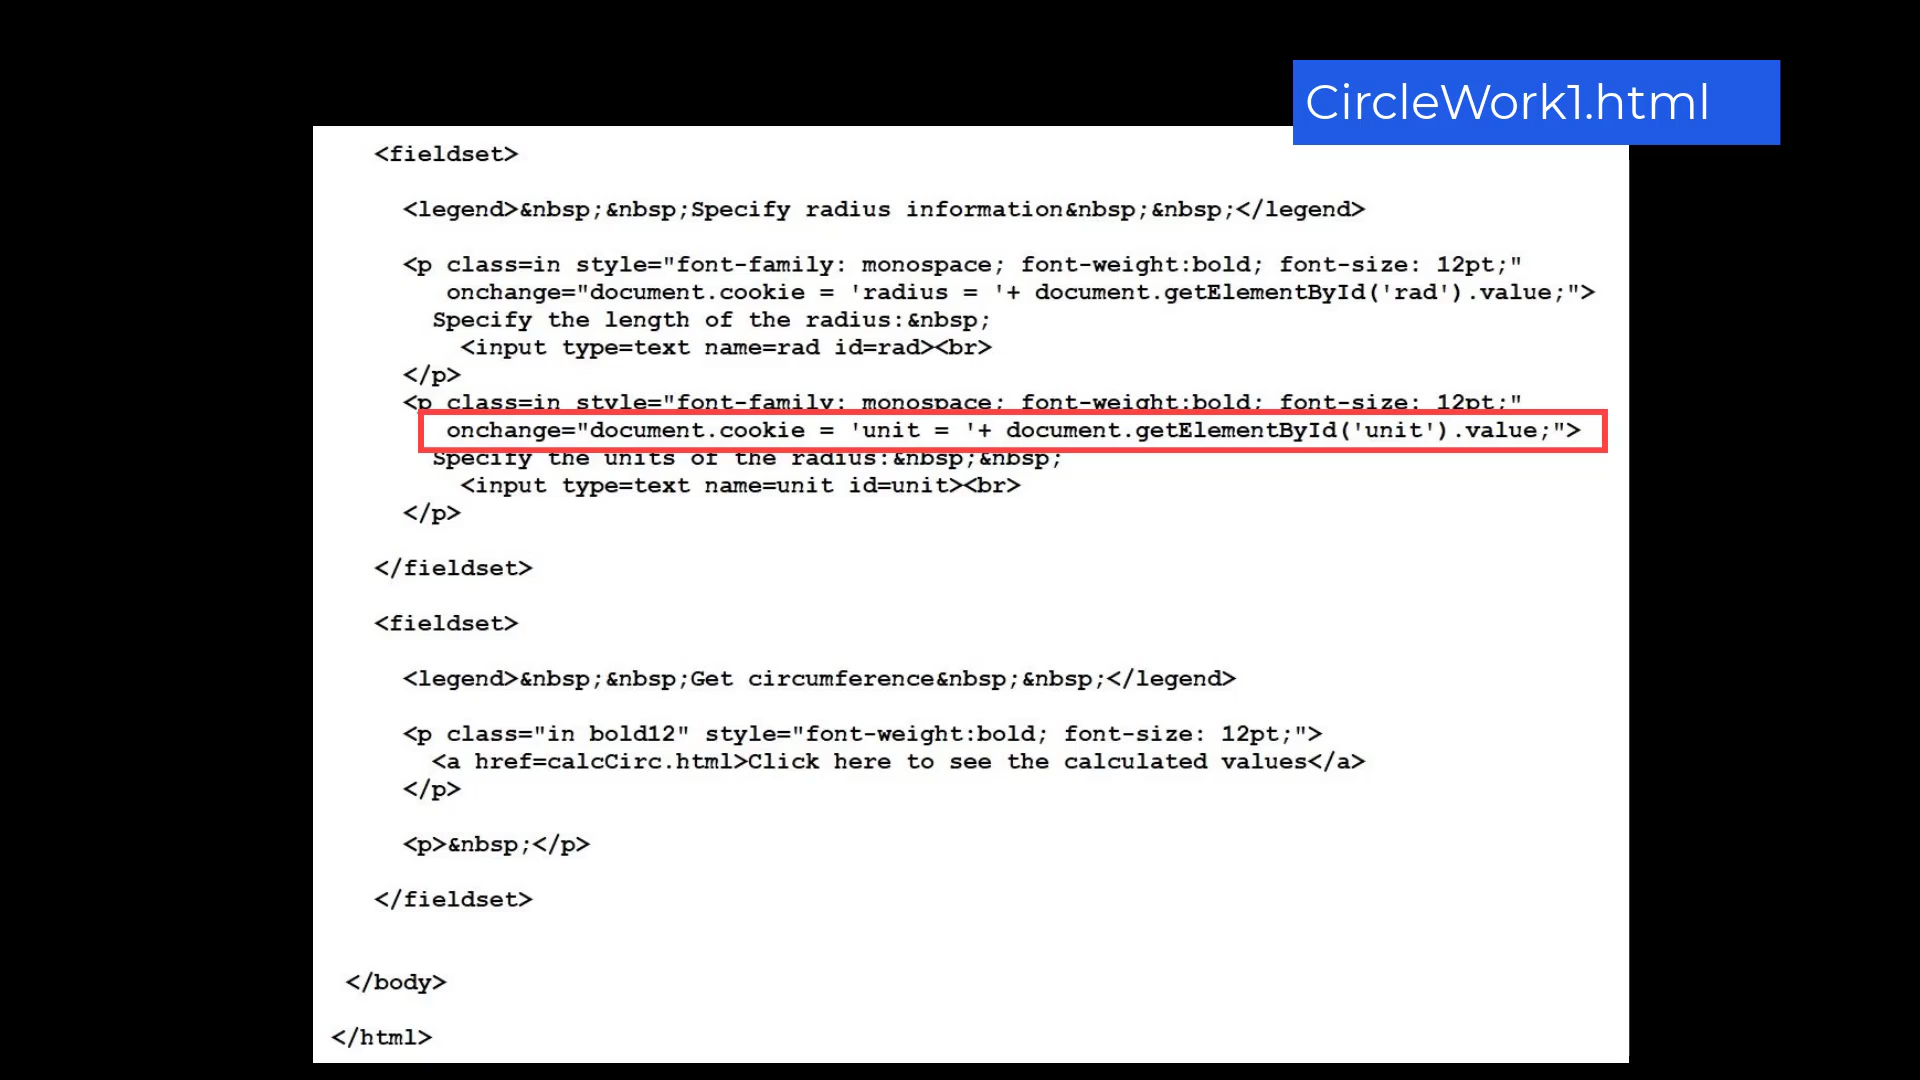 CircleWork1.html
<fieldset>
<legend>&nbsp;&nbsp;Specify radius information&nbsp;&nbsp;</legend>
<p class=in style="font-family: monospace; font-weight:bold; font-size: 12pt;"
onchange="document.cookie = 'radius = '+ document.getElementById('rad').value;">
Specify the length of the radius:&nbsp;
<input type=text name=rad id=rad><br>
</p>
<p class=in style="font-family: monospace; font-weight:bold; font-size: 12pt;"
onchange="document.cookie = 'unit = '+ document.getElementById('unit').value;">
Specify the units of the radius:&nbsp;&nbsp;
<input type=text name=unit id=unit><br>
</p>
</fieldset>
<fieldset>
<legend>&nbsp;&nbsp;Get circumference&nbsp;&nbsp;</legend>
<p class="in bold12" style="font-weight:bold; font-size: 12pt;">
<a href=calcCirc.html>Click here to see the calculated values</a>
</p>
<p>&nbsp;</p>
</fieldset>
</body>
</html>